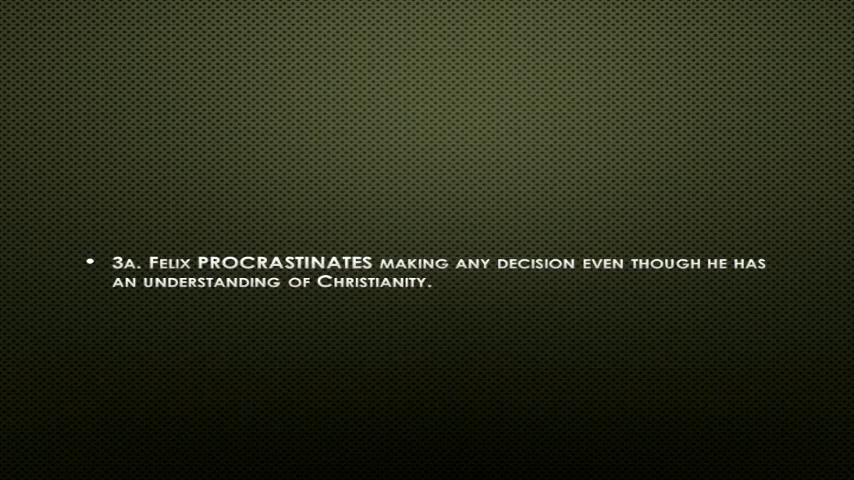 • 3a. Felix PROCRASTINATES making any decision even though he has
an understanding of Christianity.